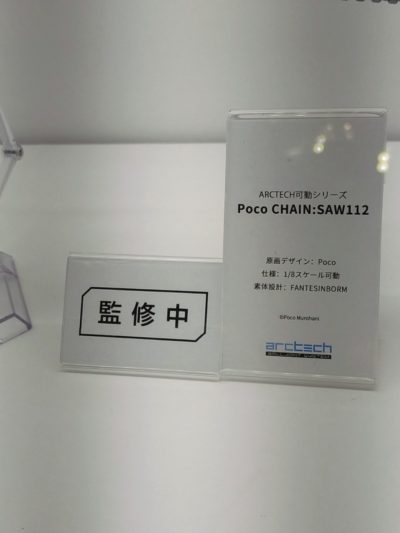 監修中
ARCTECH可動シリーズ
Poco CHAIN:SAW112
原画デザイン：Poco
仕様：1/8スケール可動
素体設計：FANTESINBORM
©Poco Munshani
arctech